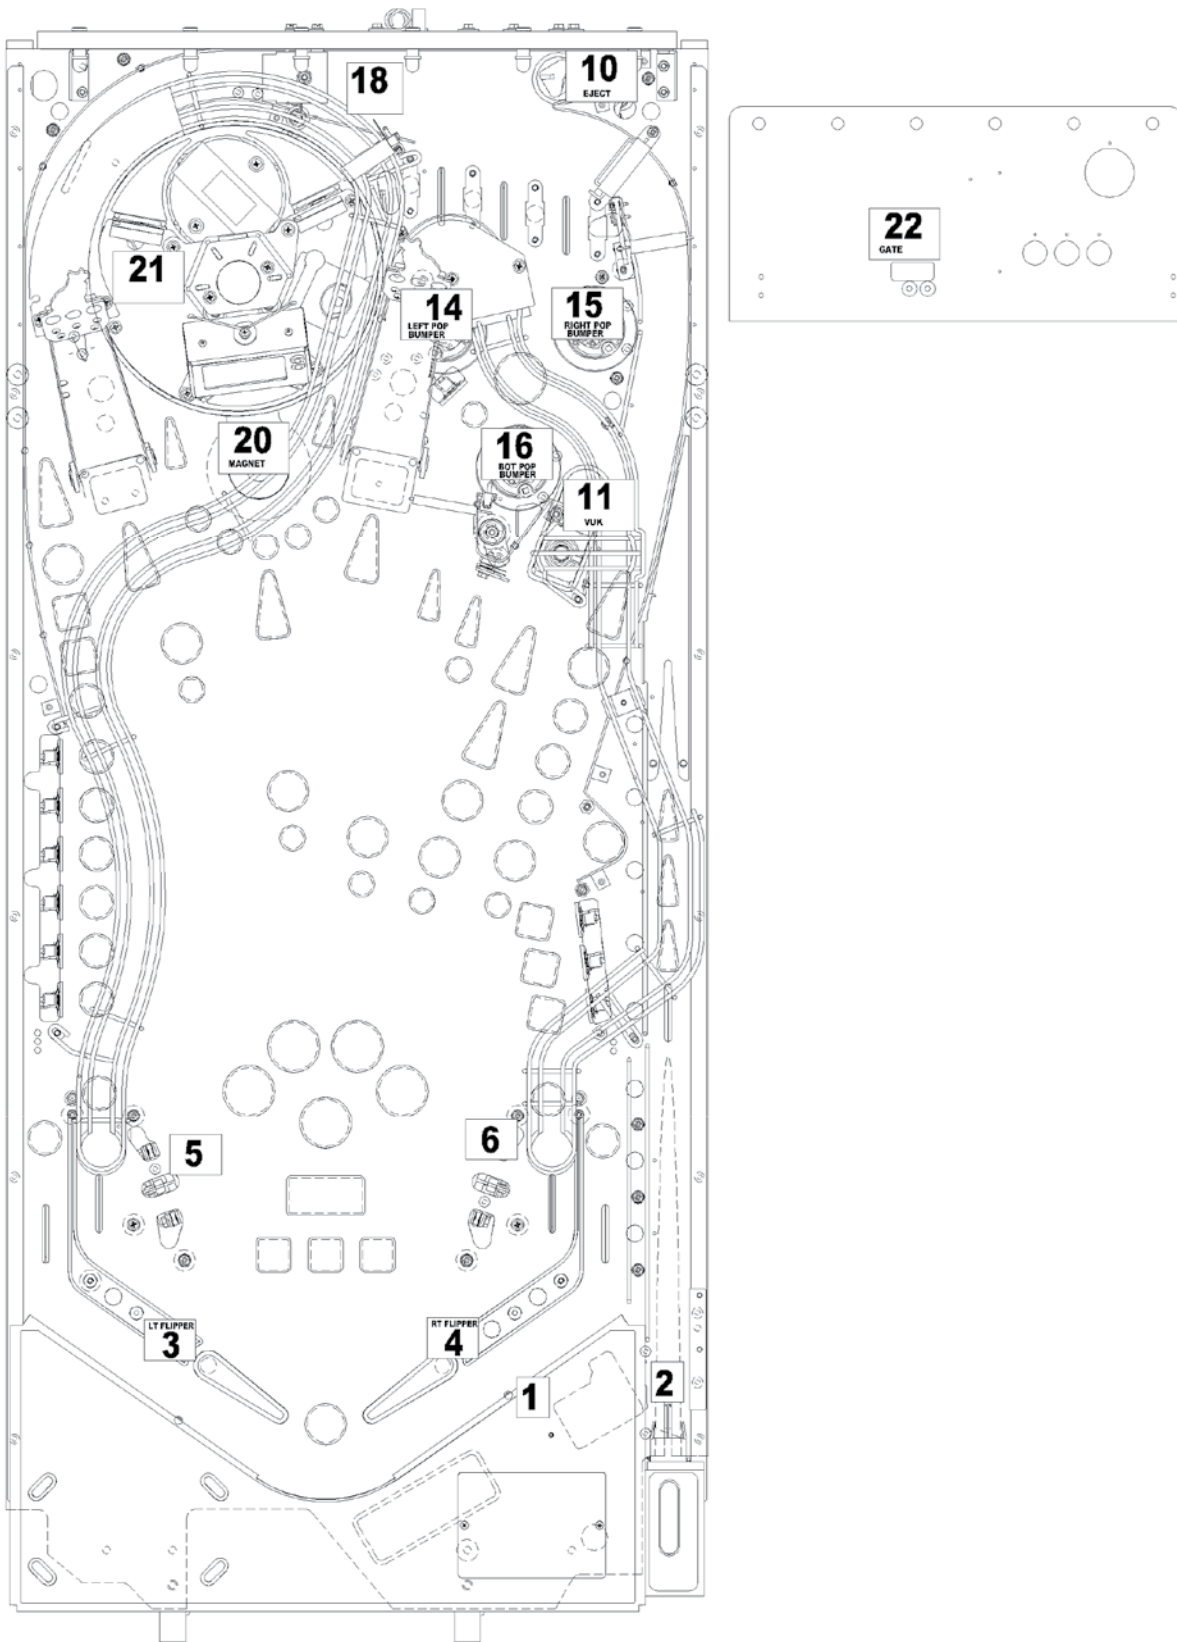 18
10
EJECT
22
GATE
21
14
LEFT POP
BUMPER
15
RIGHT POP
BUMPER
20
MAGNET
16
BOT POP
BUMPER
11
VUK
5
6
LT FLIPPER
3
RT FLIPPER
4
1
2